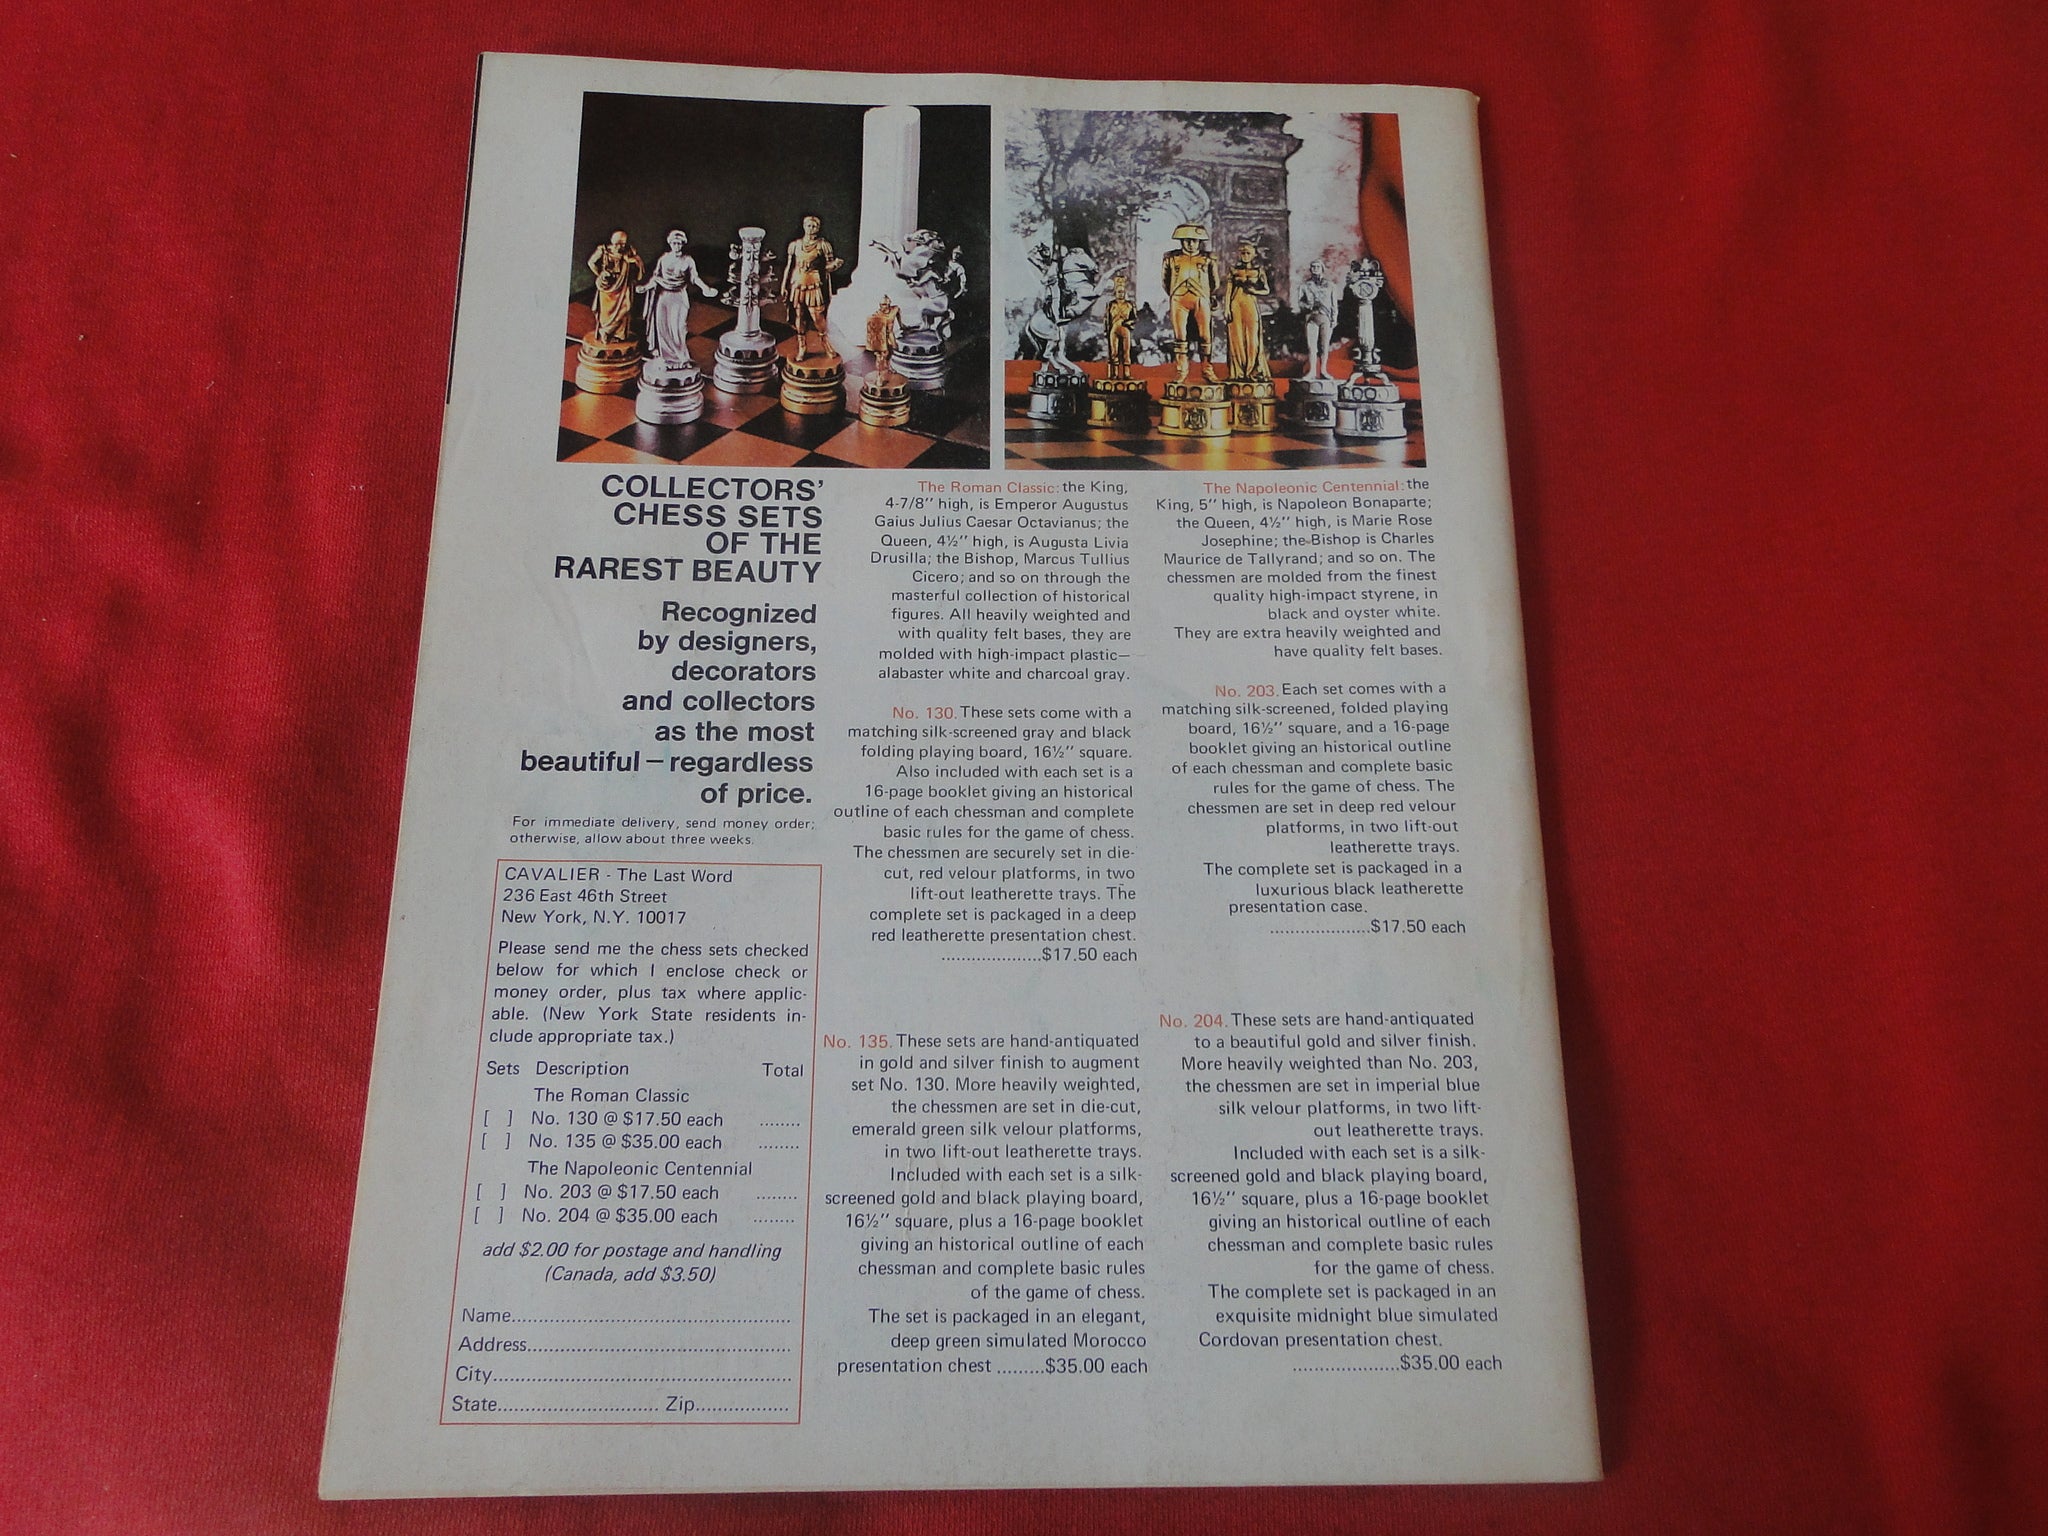 COLLECTORS'
CHESS SETS
OF THE
RAREST BEAUTY
Recognized
by designers,
decorators
and collectors
as the most
beautiful — regardless
of price.
For immediate delivery, send money order;
otherwise, allow about three weeks.
CAVALIER - The Last Word
236 East 46th Street
New York, N.Y. 10017
Please send me the chess sets checked
below for which I enclose check or
money order, plus tax where applic-
able. (New York State residents in-
clude appropriate tax.)
Sets Description Total
The Roman Classic
[ ] No. 130 @ $17.50 each ........
[ ] No. 135 @ $35.00 each ........
The Napoleonic Centennial
[ ] No. 203 @ $17.50 each ........
[ ] No. 204 @ $35.00 each ........
add $2.00 for postage and handling
(Canada, add $3.50)
Name....................................................
Address................................................
City.......................................................
State............................. Zip.................
The Roman Classic: the King,
4-7/8'' high, is Emperor Augustus
Gaius Julius Caesar Octavianus; the
Queen, 4½'' high, is Augusta Livia
Drusilla; the Bishop, Marcus Tullius
Cicero; and so on through the
masterful collection of historical
figures. All heavily weighted and
with quality felt bases, they are
molded with high-impact plastic—
alabaster white and charcoal gray.
No. 130. These sets come with a
matching silk-screened gray and black
folding playing board, 16½'' square.
Also included with each set is a
16-page booklet giving an historical
outline of each chessman and complete
basic rules for the game of chess.
The chessmen are securely set in die-
cut, red velour platforms, in two
lift-out leatherette trays. The
complete set is packaged in a deep
red leatherette presentation chest.
....................$17.50 each
No. 135. These sets are hand-antiquated
in gold and silver finish to augment
set No. 130. More heavily weighted,
the chessmen are set in die-cut,
emerald green silk velour platforms,
in two lift-out leatherette trays.
Included with each set is a silk-
screened gold and black playing board,
16½'' square, plus a 16-page booklet
giving an historical outline of each
chessman and complete basic rules
of the game of chess.
The set is packaged in an elegant,
deep green simulated Morocco
presentation chest .........$35.00 each
The Napoleonic Centennial: the
King, 5'' high, is Napoleon Bonaparte;
the Queen, 4½'' high, is Marie Rose
Josephine; the Bishop is Charles
Maurice de Tallyrand; and so on. The
chessmen are molded from the finest
quality high-impact styrene, in
black and oyster white.
They are extra heavily weighted and
have quality felt bases.
No. 203. Each set comes with a
matching silk-screened, folded playing
board, 16½'' square, and a 16-page
booklet giving an historical outline
of each chessman and complete basic
rules for the game of chess. The
chessmen are set in deep red velour
platforms, in two lift-out
leatherette trays.
The complete set is packaged in a
luxurious black leatherette
presentation case.
....................$17.50 each
No. 204. These sets are hand-antiquated
to a beautiful gold and silver finish.
More heavily weighted than No. 203,
the chessmen are set in imperial blue
silk velour platforms, in two lift-
out leatherette trays.
Included with each set is a silk-
screened gold and black playing board,
16½'' square, plus a 16-page booklet
giving an historical outline of each
chessman and complete basic rules
for the game of chess.
The complete set is packaged in an
exquisite midnight blue simulated
Cordovan presentation chest.
....................$35.00 each